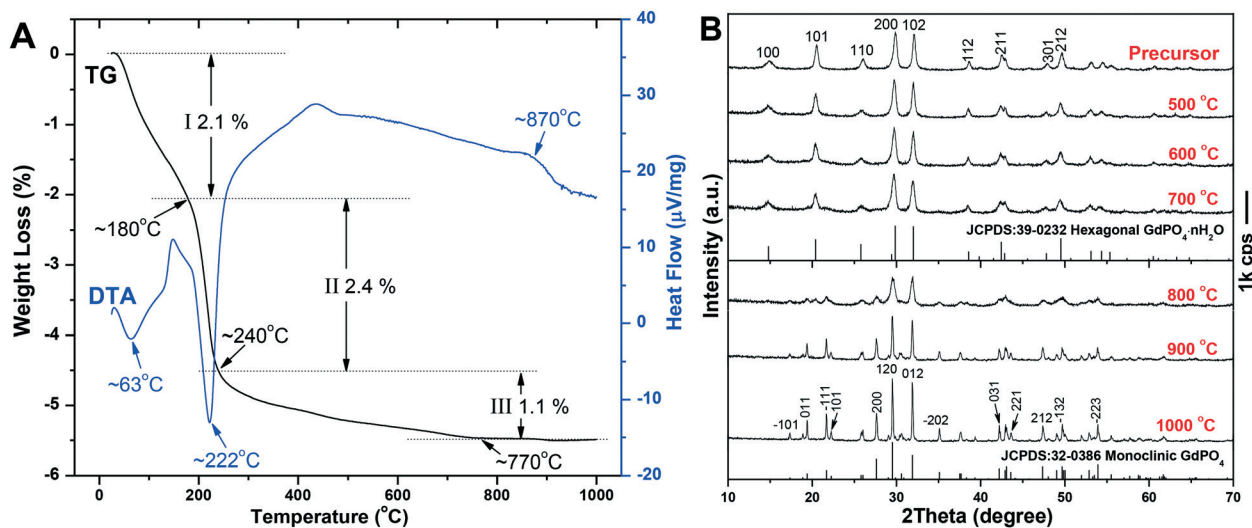 A
TG
DTA
I 2.1 %
II 2.4 %
III 1.1 %
~180°C
~240°C
~770°C
~63°C
~222°C
~870°C
Weight Loss (%)
0
-1
-2
-3
-4
-5
-6
0 200 400 600 800 1000
Temperature (°C)
40
30
20
10
0
-10
-15
-20
Heat Flow (µV/mg)
B
100 101 110 200 102 112 211 301 212
Precursor
500 °C
600 °C
700 °C
JCPDS:39-0232 Hexagonal GdPO4·nH2O
800 °C
900 °C
-101 011 -111 101 200 120 012 -202 031 221 212 -132 -223
1000 °C
JCPDS:32-0386 Monoclinic GdPO4
Intensity (a.u.)
1k cps
10 20 30 40 50 60 70
2Theta (degree)